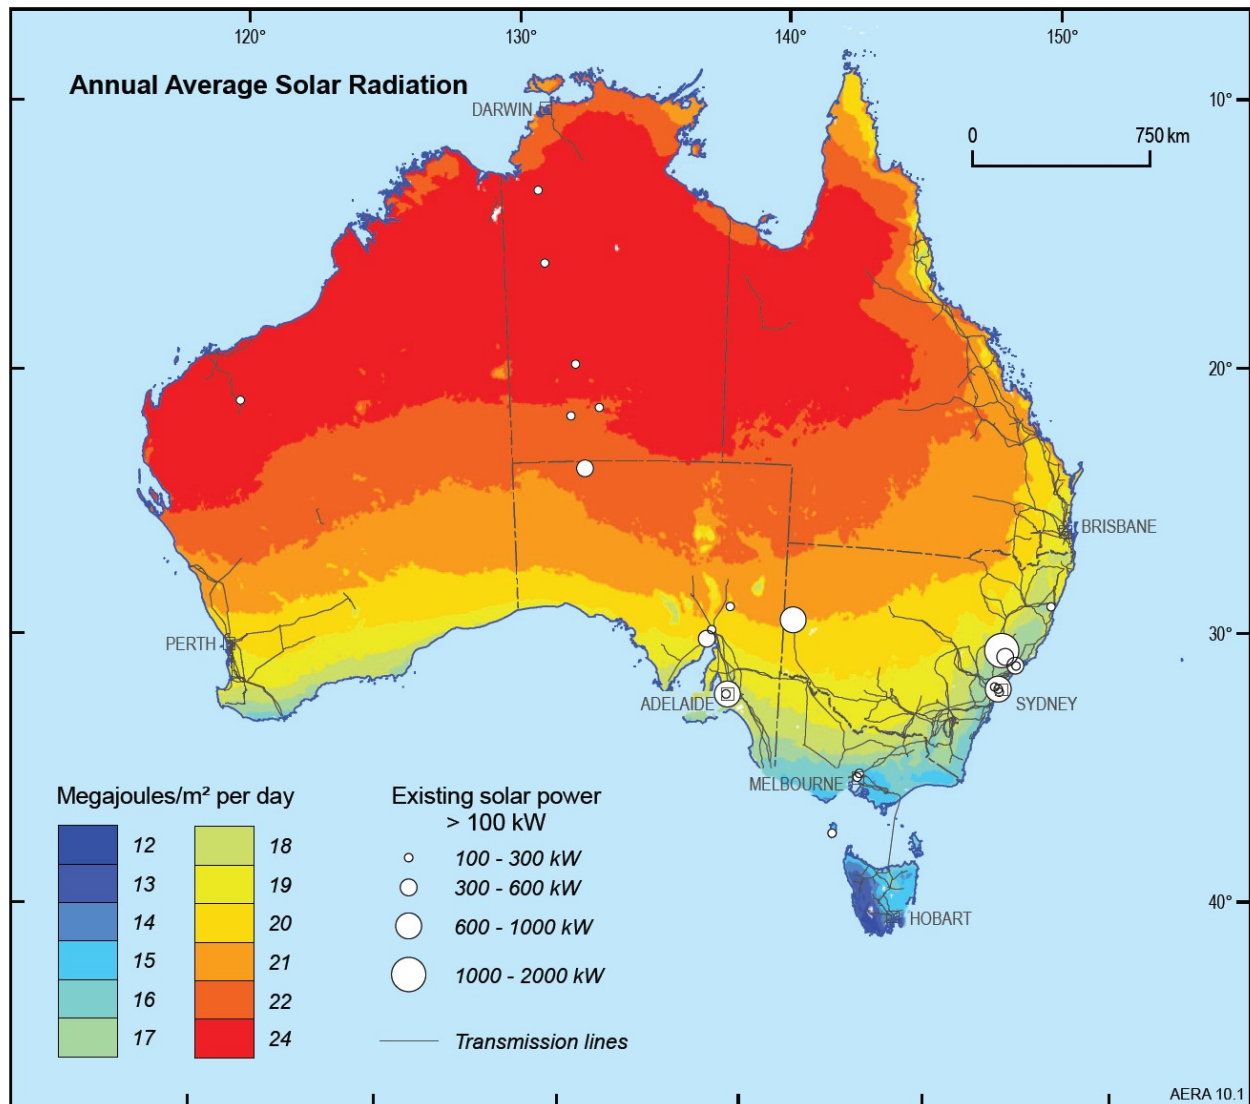 120°
130°
140°
150°
Annual Average Solar Radiation
DARWIN
10°
0
750 km
20°
BRISBANE
30°
PERTH
ADELAIDE
SYDNEY
MELBOURNE
40°
HOBART
Megajoules/m² per day
12
13
14
15
16
17
18
19
20
21
22
24
Existing solar power
> 100 kW
100 - 300 kW
300 - 600 kW
600 - 1000 kW
1000 - 2000 kW
Transmission lines
AERA 10.1